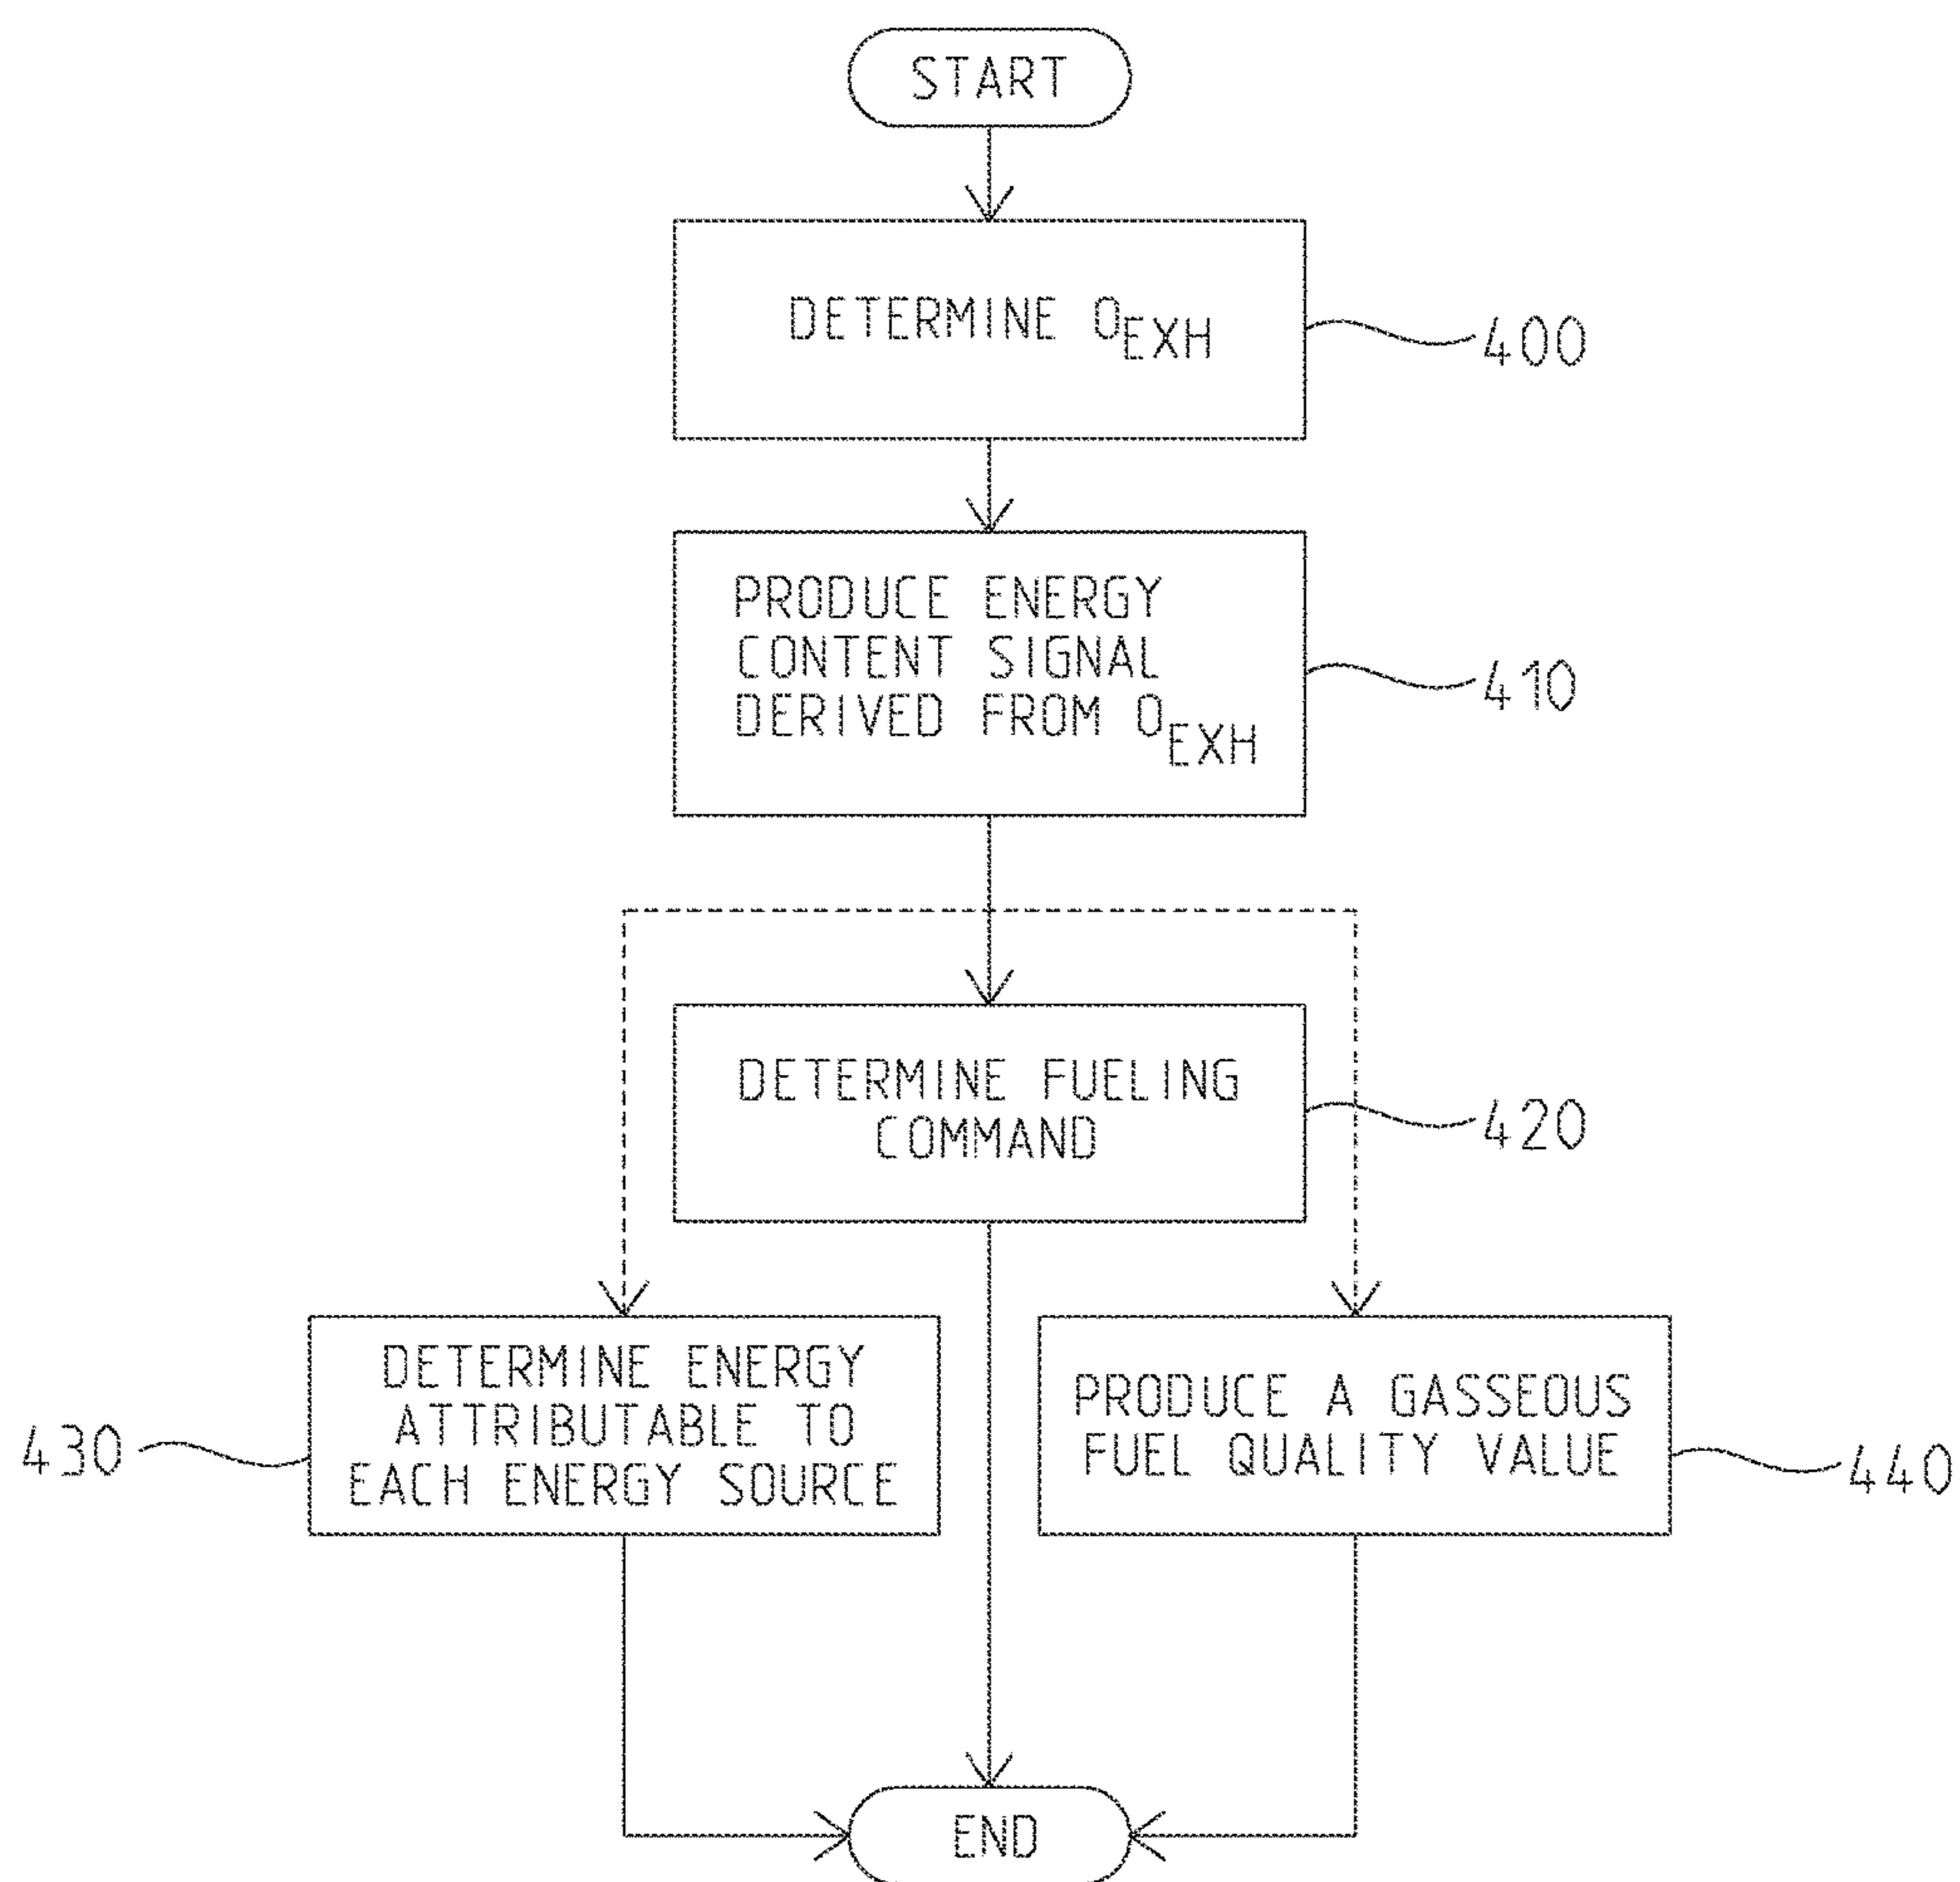 START
DETERMINE O_EXH
400
PRODUCE ENERGY
CONTENT SIGNAL
DERIVED FROM O_EXH
410
DETERMINE FUELING
COMMAND
420
DETERMINE ENERGY
ATTRIBUTABLE TO
EACH ENERGY SOURCE
430
PRODUCE A GASSEOUS
FUEL QUALITY VALUE
440
END